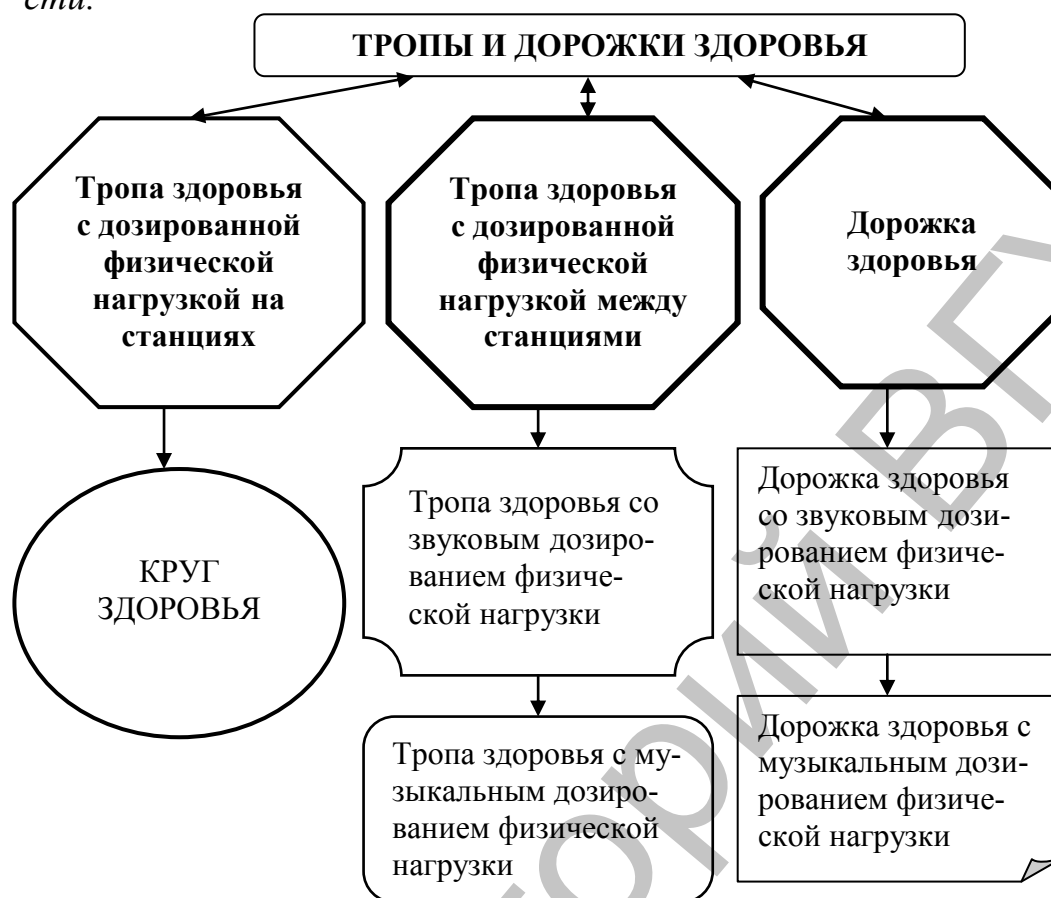 сти.
ТРОПЫ И ДОРОЖКИ ЗДОРОВЬЯ
Тропа здоровья
с дозированной
физической
нагрузкой на
станциях
Тропа здоровья
с дозированной
физической
нагрузкой между
станциями
Дорожка
здоровья
КРУГ
ЗДОРОВЬЯ
Тропа здоровья со
звуковым дозиро-
ванием физиче-
ской нагрузки
Дорожка здоровья
со звуковым дози-
рованием физиче-
ской нагрузки
Тропа здоровья с му-
зыкальным дозиро-
ванием физической
нагрузки
Дорожка здоровья с
музыкальным дози-
рованием физиче-
ской нагрузки